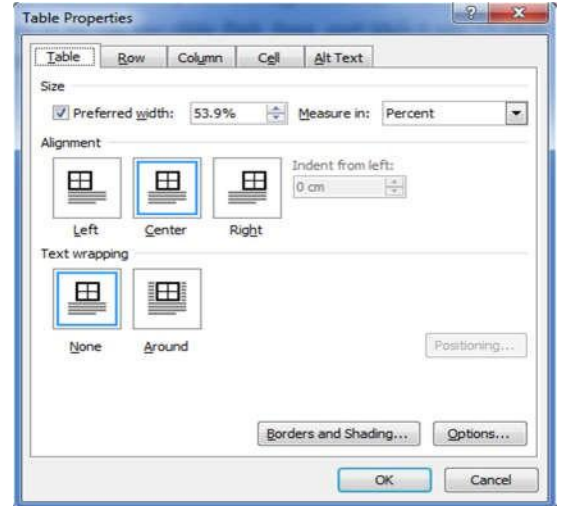 Table Properties
Table Row Column Cell Alt Text
Size
Preferred width: 53.9% Measure in: Percent
Alignment
Indent from left:
0 cm
Left Center Right
Text wrapping
None Around
Positioning...
Borders and Shading... Options...
OK Cancel